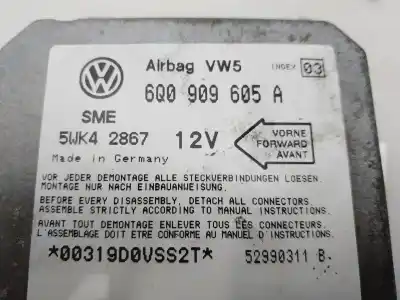 Airbag VW5 INDEX 03
6Q0 909 605 A
SME
5WK4 2867 12V
VORNE
FORWARD
AVANT
Made in Germany
VOR JEDER DEMONTAGE ALLE STECKVERBINDUNGEN LOESEN
MONTAGE NUR NACH EINBAUANWEISUNG.
BEFORE EVERY DISASSEMBLY, DETACH ALL CONNECTORS.
ASSEMBLE STRICTLY ACCORDING TO MANUAL INSTRUCTIONS.
AVANT TOUT DEMONTAGE ENLEVER TOUS LES CONNECTEURS.
L'ASSEMBLAGE DOIT ETRE CONFORME AU MANUEL D'INSTRUCTIONS
*00319D0VSS2T* 52990311 B